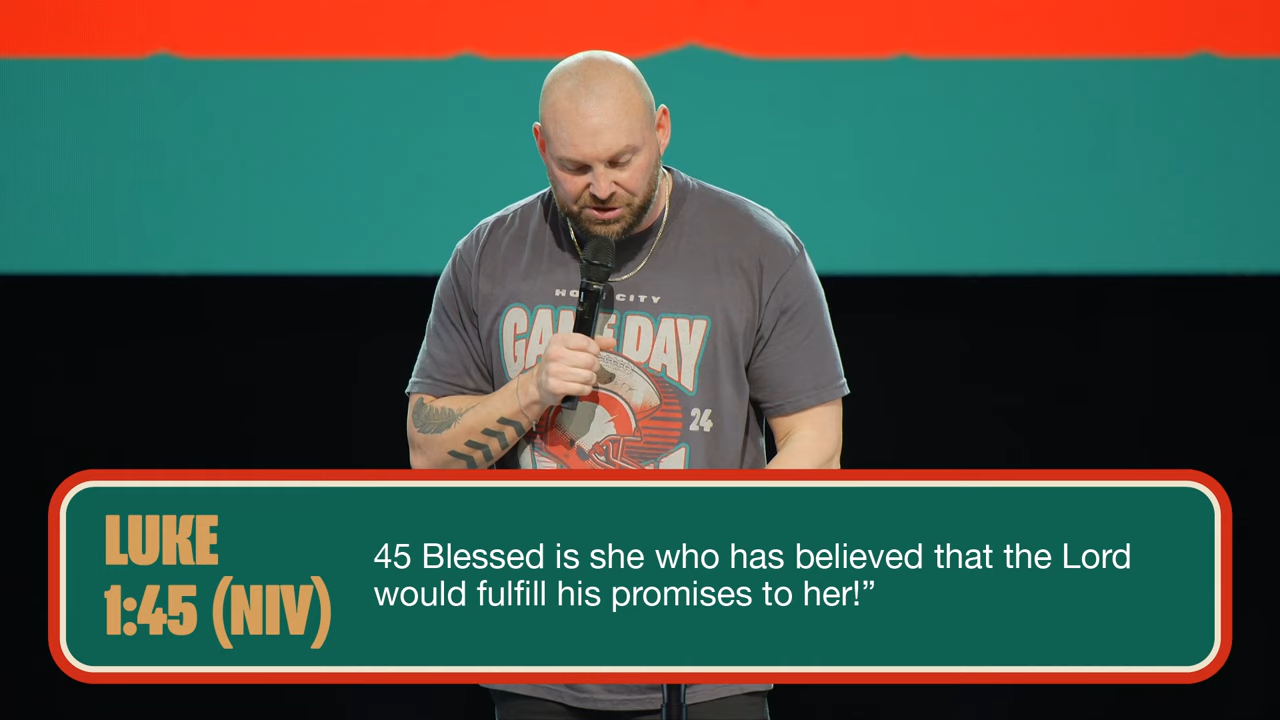 CITY
DAY
24
LUKE
1:45 (NIV)
45 Blessed is she who has believed that the Lord
would fulfill his promises to her!”